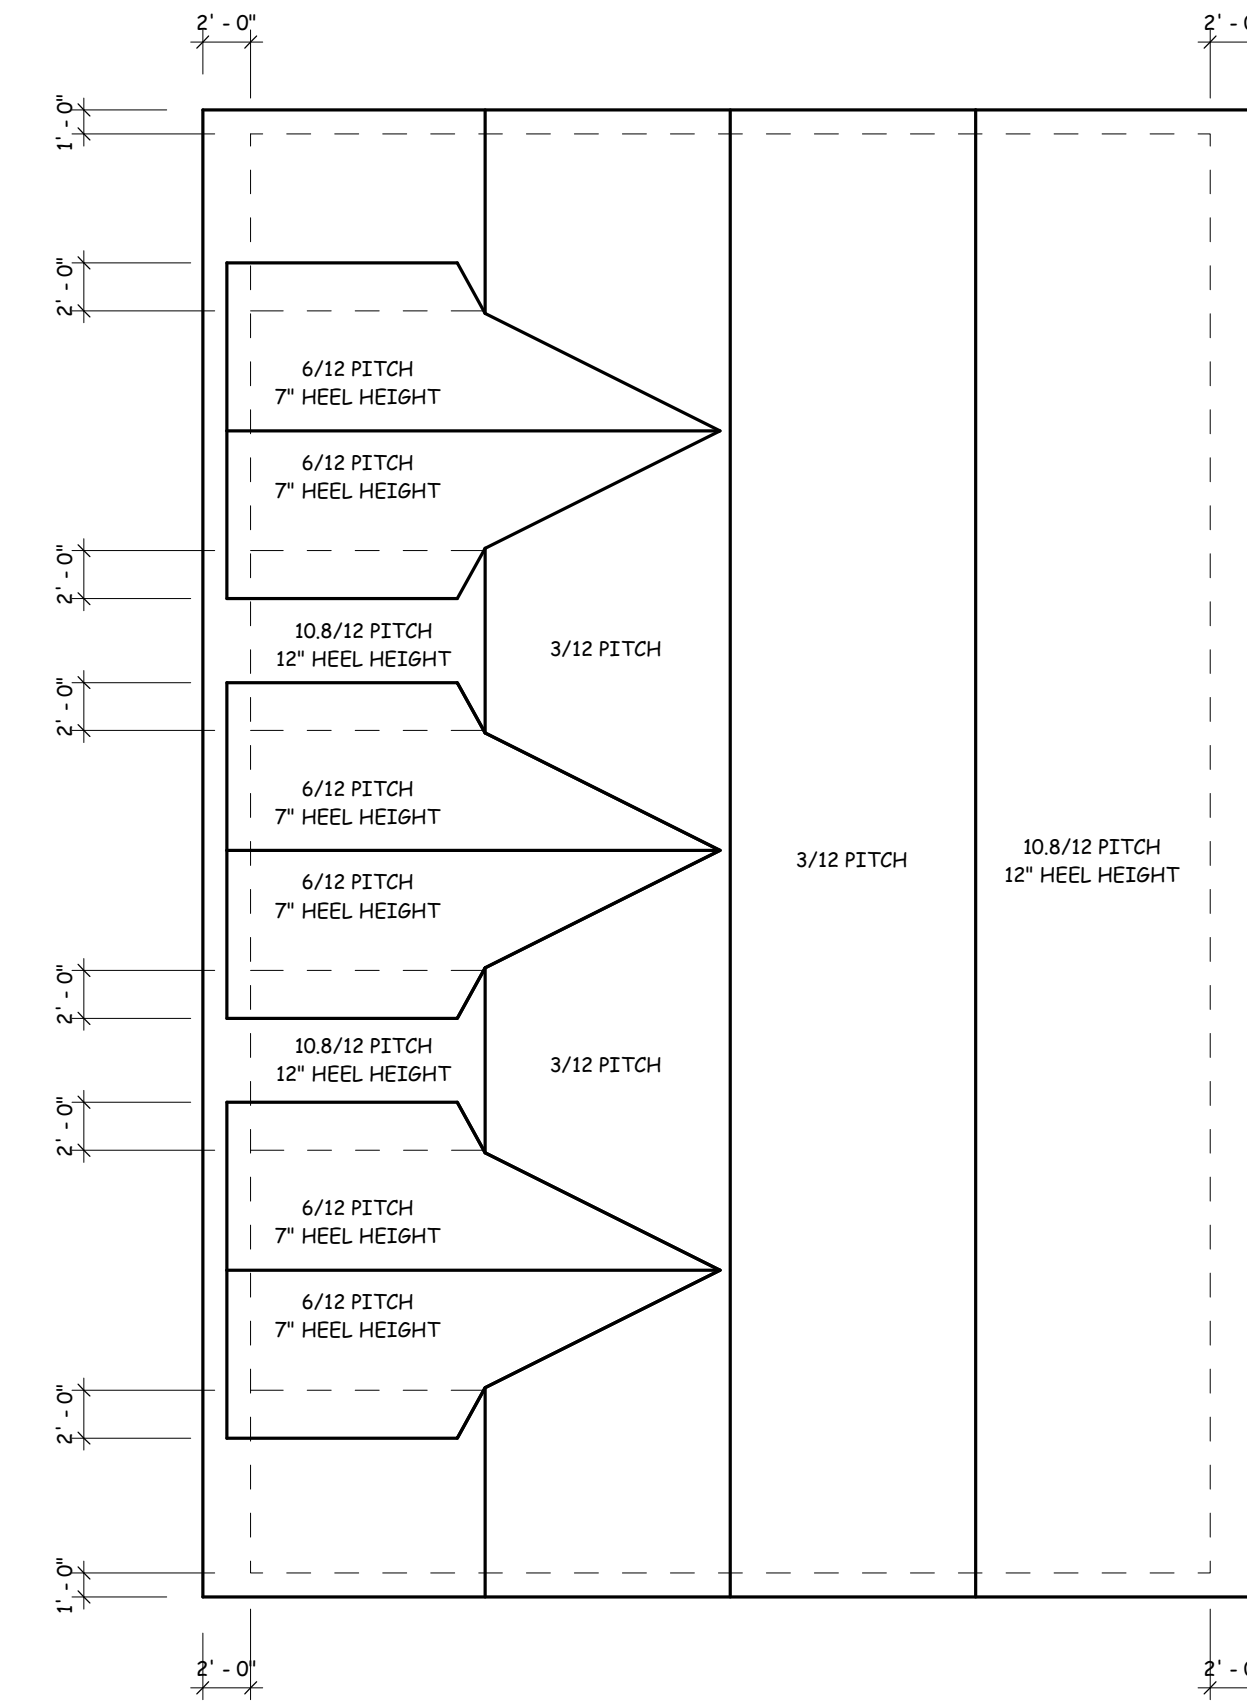 2' - 0"
1' - 0"
2' - 0"
6/12 PITCH
7" HEEL HEIGHT
6/12 PITCH
7" HEEL HEIGHT
2' - 0"
10.8/12 PITCH
12" HEEL HEIGHT
3/12 PITCH
2' - 0"
6/12 PITCH
7" HEEL HEIGHT
3/12 PITCH
10.8/12 PITCH
12" HEEL HEIGHT
6/12 PITCH
7" HEEL HEIGHT
2' - 0"
10.8/12 PITCH
12" HEEL HEIGHT
3/12 PITCH
2' - 0"
6/12 PITCH
7" HEEL HEIGHT
6/12 PITCH
7" HEEL HEIGHT
2' - 0"
1' - 0"
2' - 0"